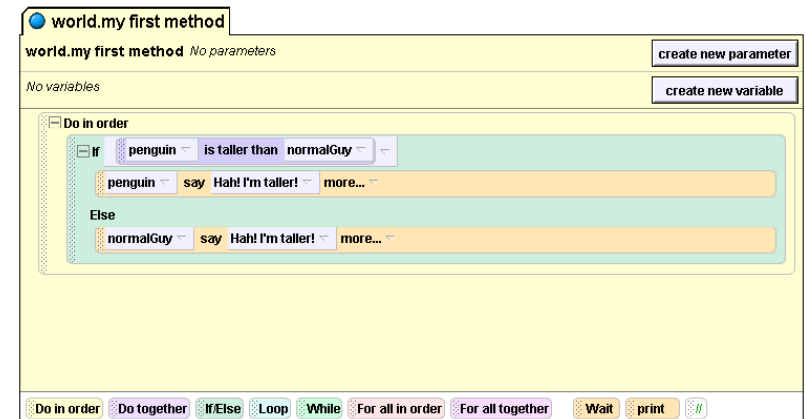 world.my first method
world.my first method No parameters create new parameter
No variables create new variable
Do in order
If penguin is taller than normalGuy
penguin say Hah! I'm taller! more...
Else
normalGuy say Hah! I'm taller! more...
Do in order Do together If/Else Loop While For all in order For all together Wait print //